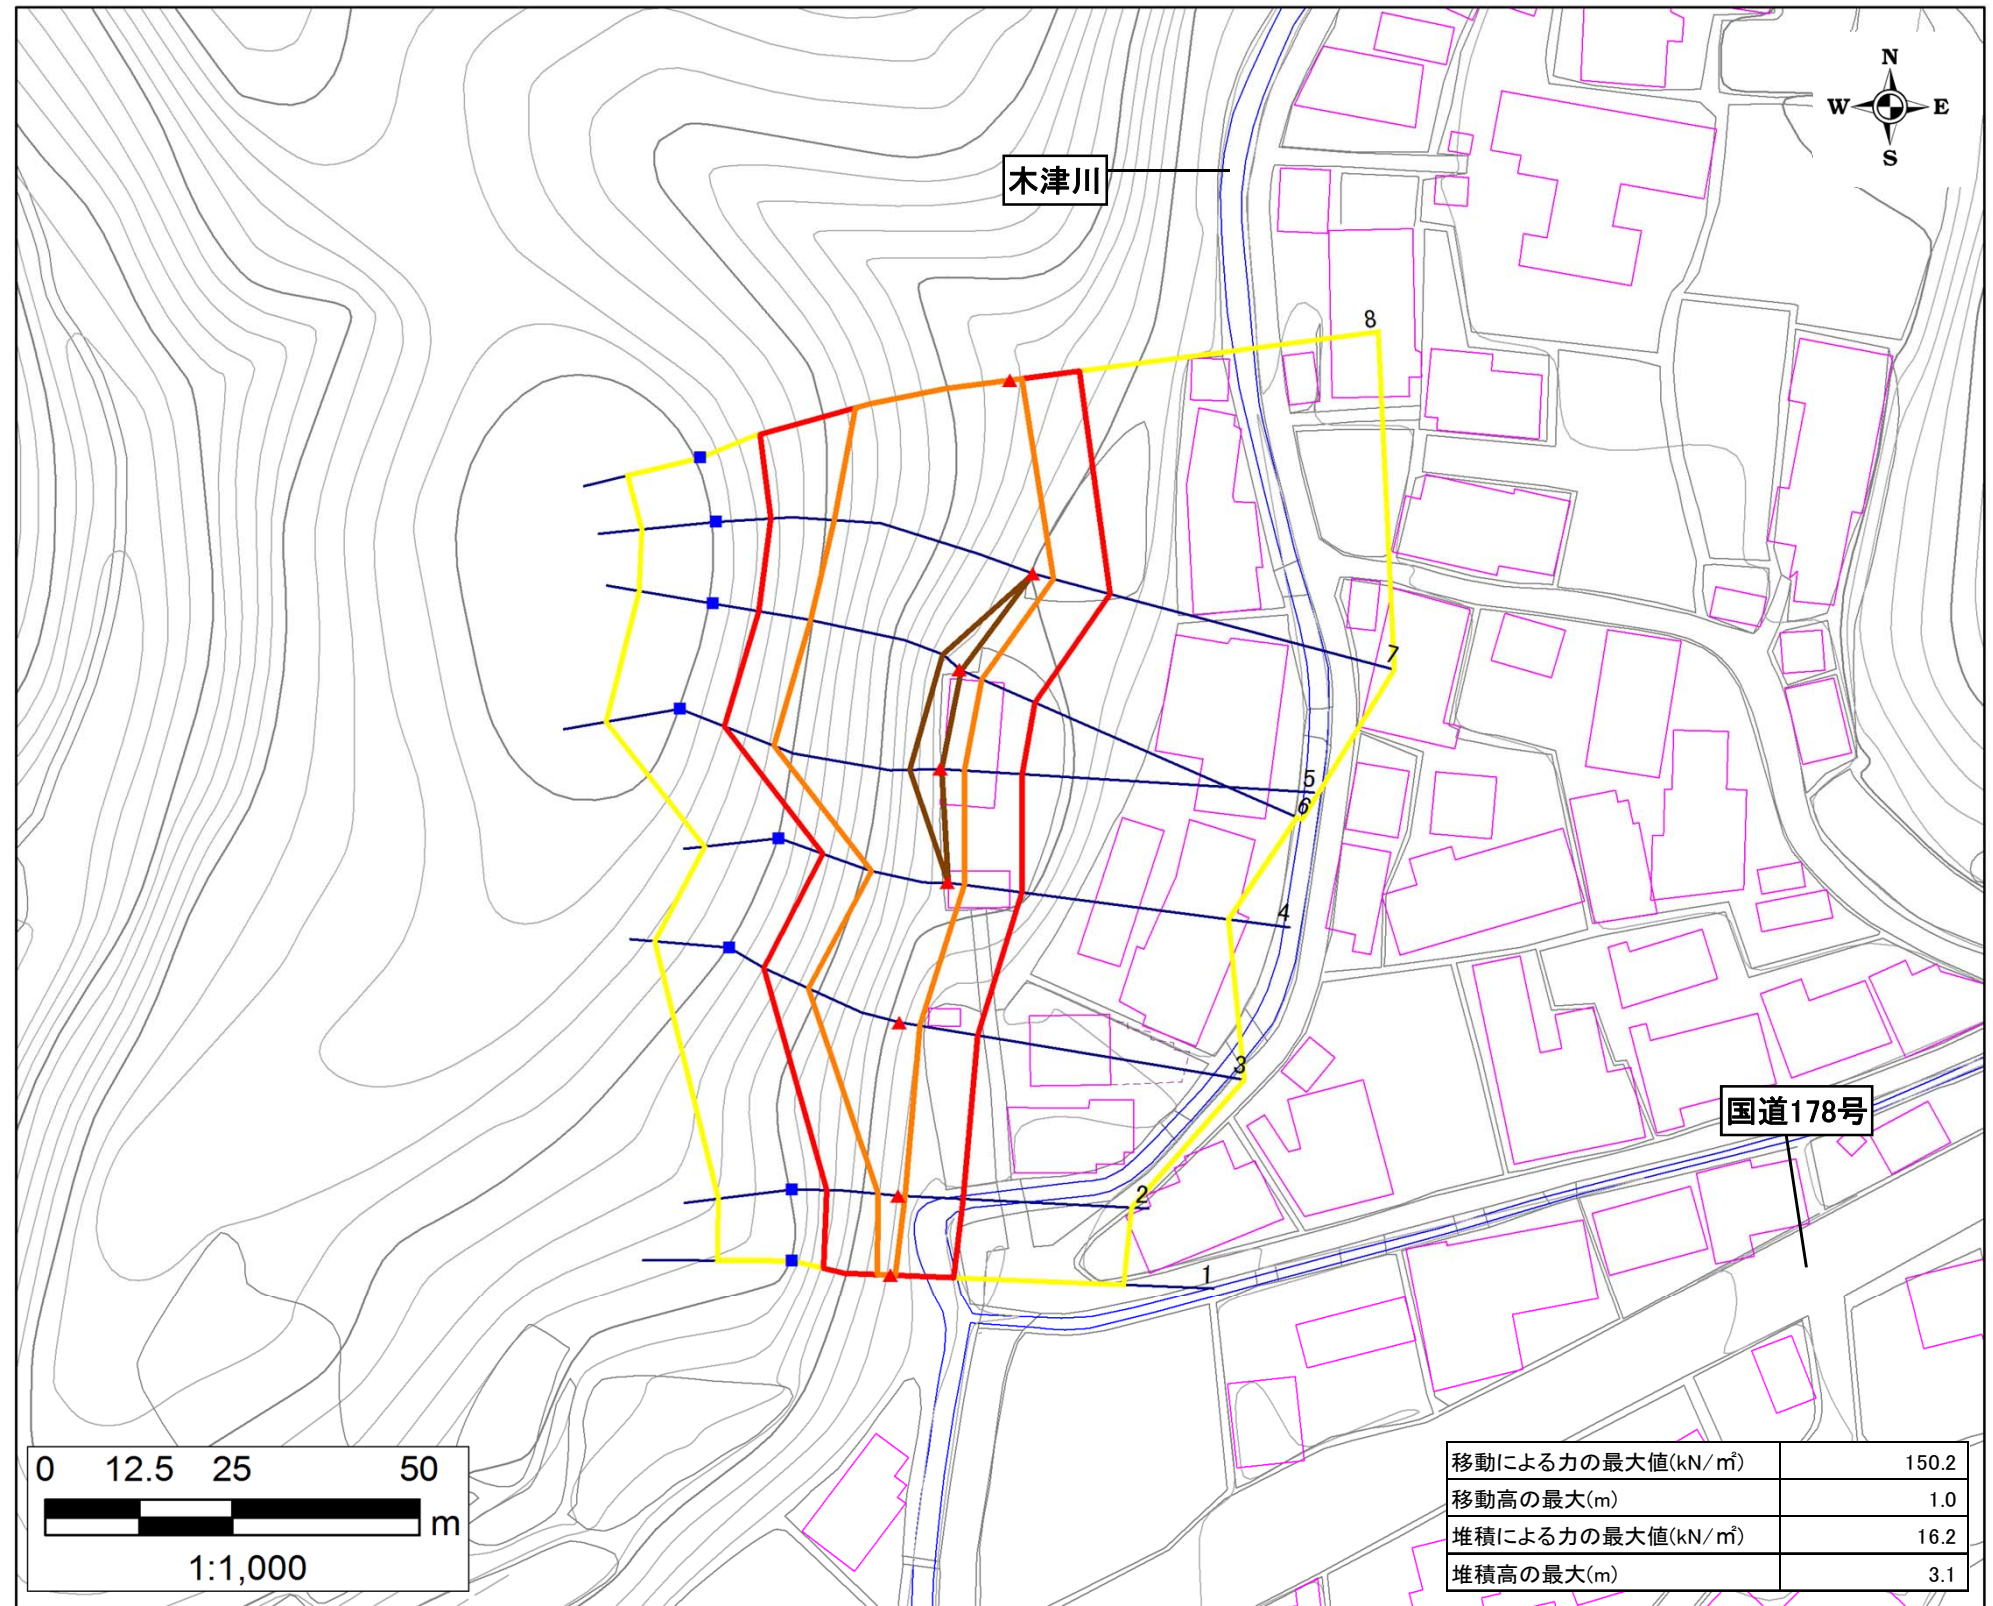 N
W E
S
木津川
8
7
5
6
4
3
国道178号
2
1
0 12.5 25 50
m
1:1,000
移動による力の最大値(kN/㎡) 150.2
移動高の最大(m) 1.0
堆積による力の最大値(kN/㎡) 16.2
堆積高の最大(m) 3.1